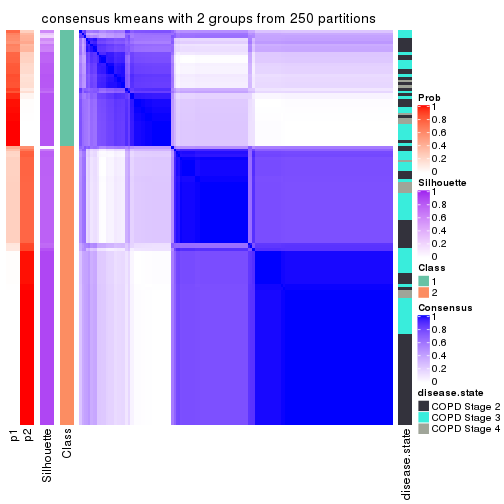 consensus kmeans with 2 groups from 250 partitions
Prob
1
0.8
0.6
0.4
0.2
0
Silhouette
1
0.8
0.6
0.4
0.2
0
Class
1
2
Consensus
1
0.8
0.6
0.4
0.2
0
disease.state
COPD Stage 2
COPD Stage 3
COPD Stage 4
p1
p2
Silhouette
Class
disease.state